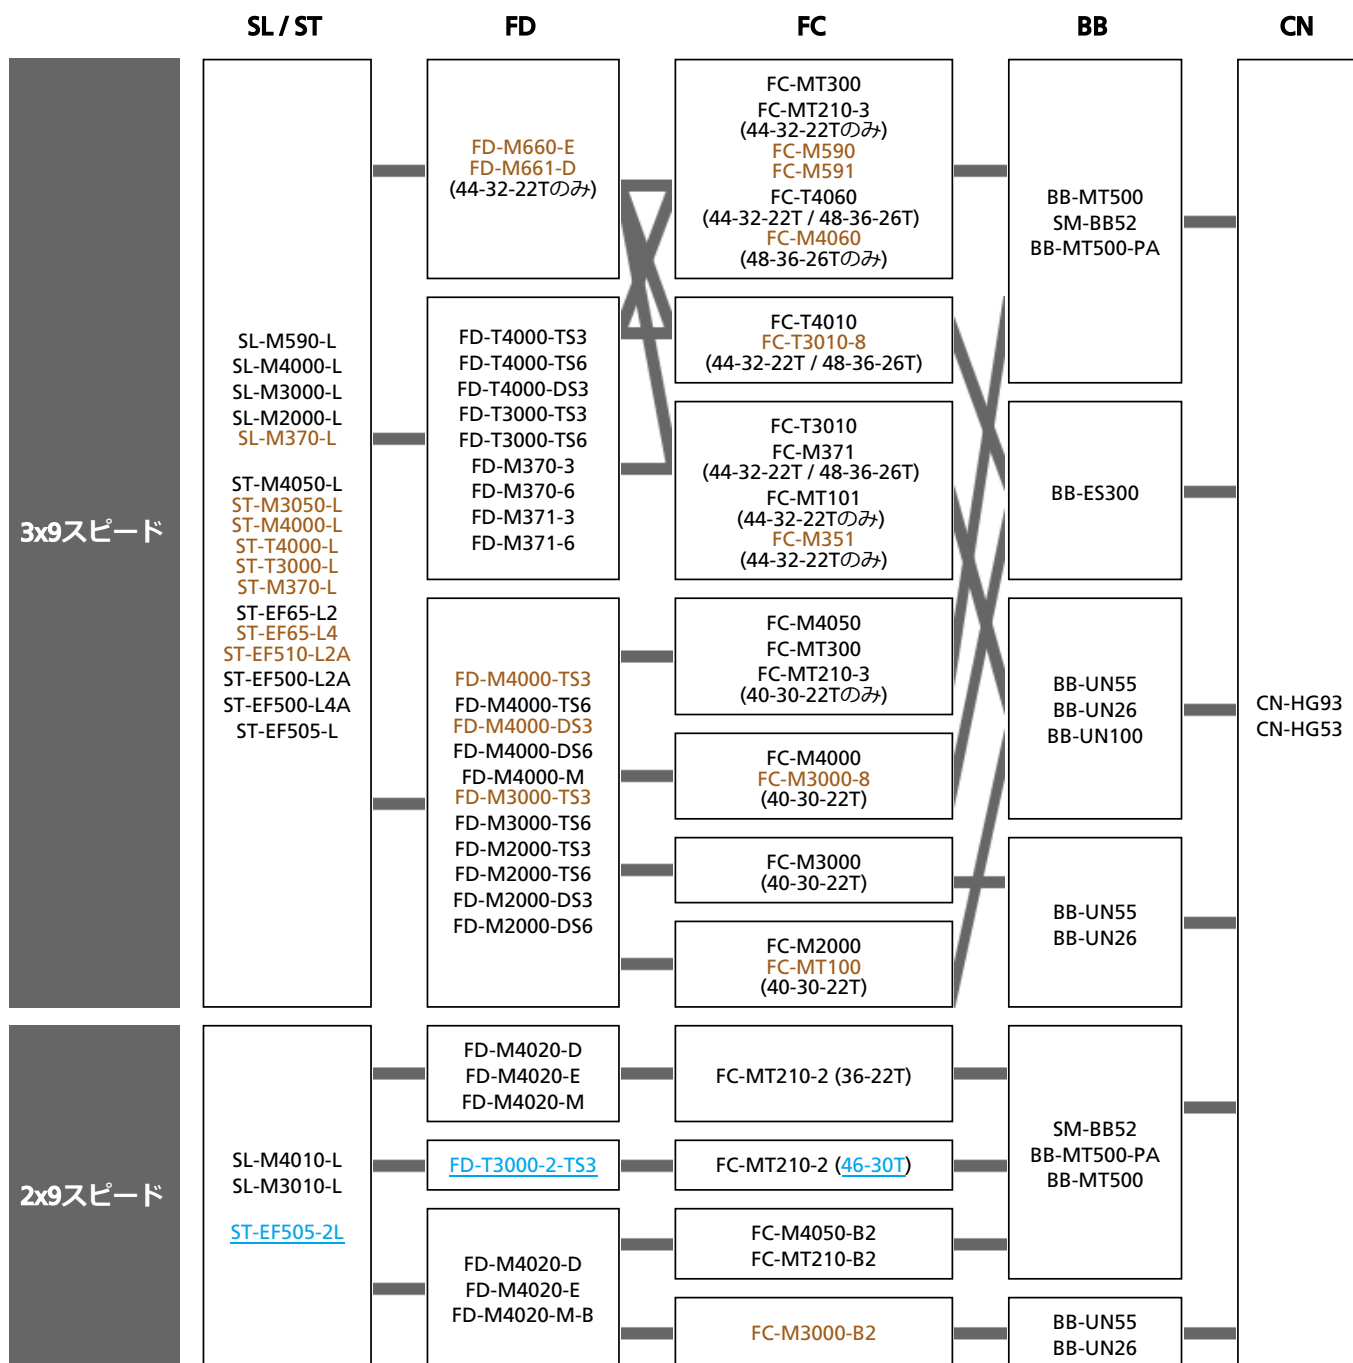 SL / ST
FD
FC
BB
CN
3x9スピード
SL-M590-L
SL-M4000-L
SL-M3000-L
SL-M2000-L
SL-M370-L
ST-M4050-L
ST-M3050-L
ST-M4000-L
ST-T4000-L
ST-T3000-L
ST-M370-L
ST-EF65-L2
ST-EF65-L4
ST-EF510-L2A
ST-EF500-L2A
ST-EF500-L4A
ST-EF505-L
FD-M660-E
FD-M661-D
(44-32-22Tのみ)
FD-T4000-TS3
FD-T4000-TS6
FD-T4000-DS3
FD-T3000-TS3
FD-T3000-TS6
FD-M370-3
FD-M370-6
FD-M371-3
FD-M371-6
FD-M4000-TS3
FD-M4000-TS6
FD-M4000-DS3
FD-M4000-DS6
FD-M4000-M
FD-M3000-TS3
FD-M3000-TS6
FD-M2000-TS3
FD-M2000-TS6
FD-M2000-DS3
FD-M2000-DS6
FC-MT300
FC-MT210-3
(44-32-22Tのみ)
FC-M590
FC-M591
FC-T4060
(44-32-22T / 48-36-26T)
FC-M4060
(48-36-26Tのみ)
FC-T4010
FC-T3010-8
(44-32-22T / 48-36-26T)
FC-T3010
FC-M371
(44-32-22T / 48-36-26T)
FC-MT101
(44-32-22Tのみ)
FC-M351
(44-32-22Tのみ)
FC-M4050
FC-MT300
FC-MT210-3
(40-30-22Tのみ)
FC-M4000
FC-M3000-8
(40-30-22T)
FC-M3000
(40-30-22T)
FC-M2000
FC-MT100
(40-30-22T)
BB-MT500
SM-BB52
BB-MT500-PA
BB-ES300
BB-UN55
BB-UN26
BB-UN100
BB-UN55
BB-UN26
CN-HG93
CN-HG53
2x9スピード
SL-M4010-L
SL-M3010-L
ST-EF505-2L
FD-M4020-D
FD-M4020-E
FD-M4020-M
FD-T3000-2-TS3
FD-M4020-D
FD-M4020-E
FD-M4020-M-B
FC-MT210-2 (36-22T)
FC-MT210-2 (46-30T)
FC-M4050-B2
FC-MT210-B2
FC-M3000-B2
SM-BB52
BB-MT500-PA
BB-MT500
BB-UN55
BB-UN26